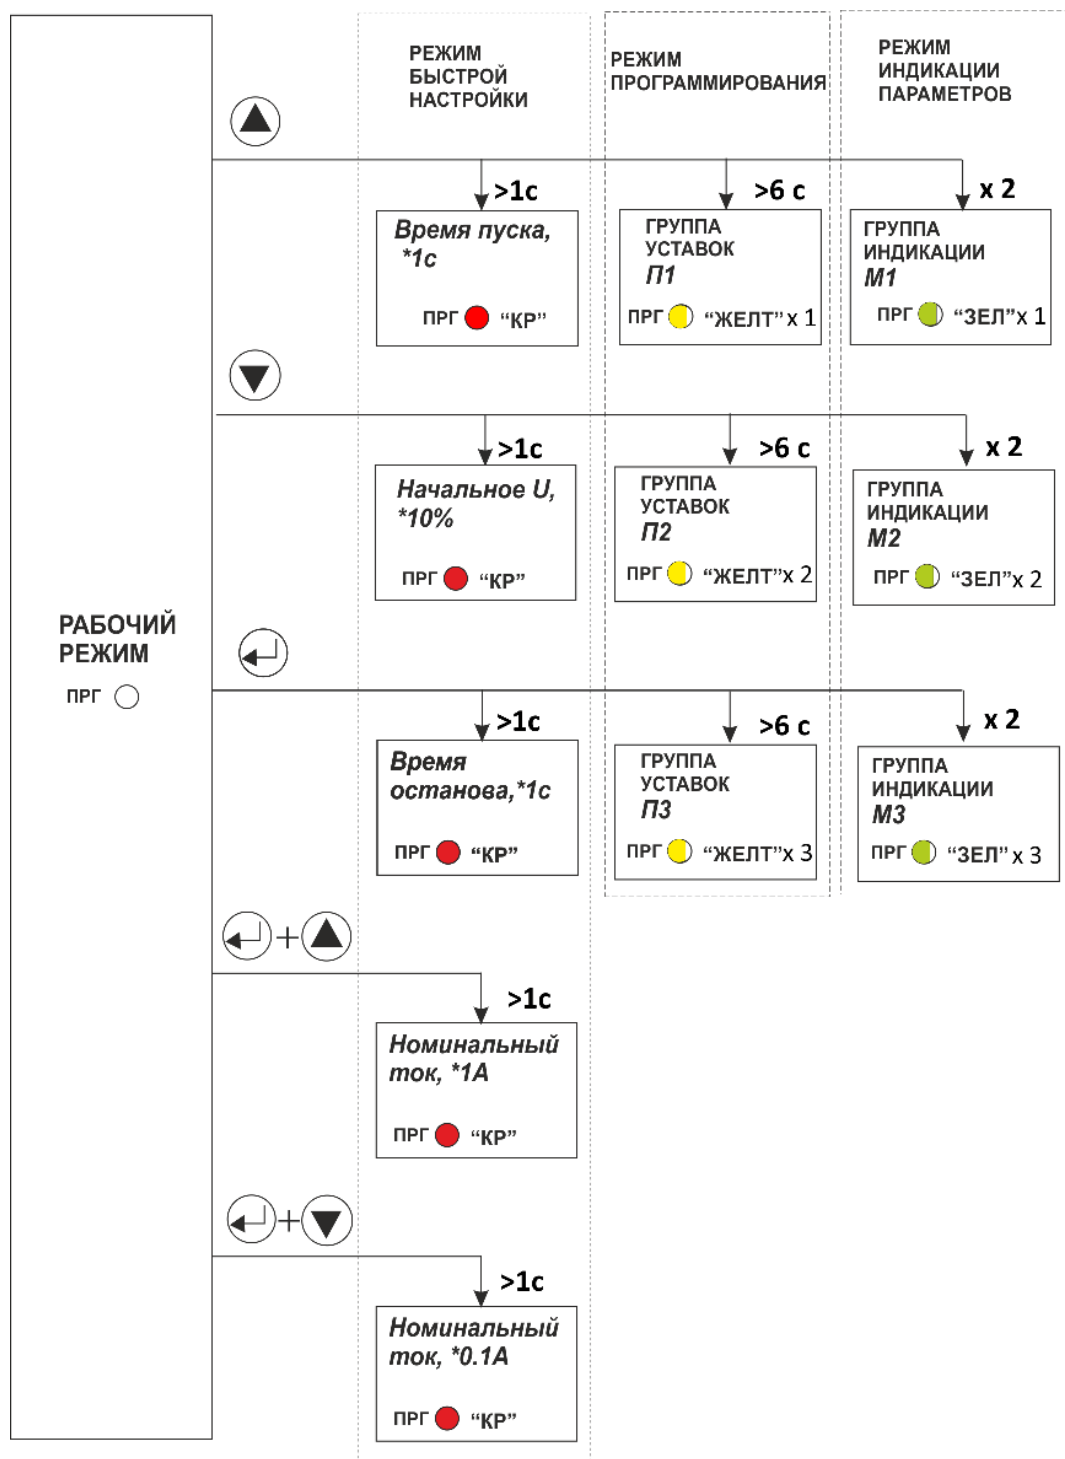 РЕЖИМ
БЫСТРОЙ
НАСТРОЙКИ
РЕЖИМ
ПРОГРАММИРОВАНИЯ
РЕЖИМ
ИНДИКАЦИИ
ПАРАМЕТРОВ
>1с
>6 с
x 2
Время пуска,
*1с
ПРГ "КР"
ГРУППА
УСТАВОК
П1
ПРГ "ЖЕЛТ"x 1
ГРУППА
ИНДИКАЦИИ
М1
ПРГ "ЗЕЛ"x 1
>1с
>6 с
x 2
Начальное U,
*10%
ПРГ "КР"
ГРУППА
УСТАВОК
П2
ПРГ "ЖЕЛТ"x 2
ГРУППА
ИНДИКАЦИИ
М2
ПРГ "ЗЕЛ"x 2
РАБОЧИЙ
РЕЖИМ
ПРГ
>1с
>6 с
x 2
Время
останова,*1с
ПРГ "КР"
ГРУППА
УСТАВОК
П3
ПРГ "ЖЕЛТ"x 3
ГРУППА
ИНДИКАЦИИ
М3
ПРГ "ЗЕЛ" x 3
+
>1с
Номинальный
ток, *1А
ПРГ "КР"
+
>1с
Номинальный
ток, *0.1А
ПРГ "КР"